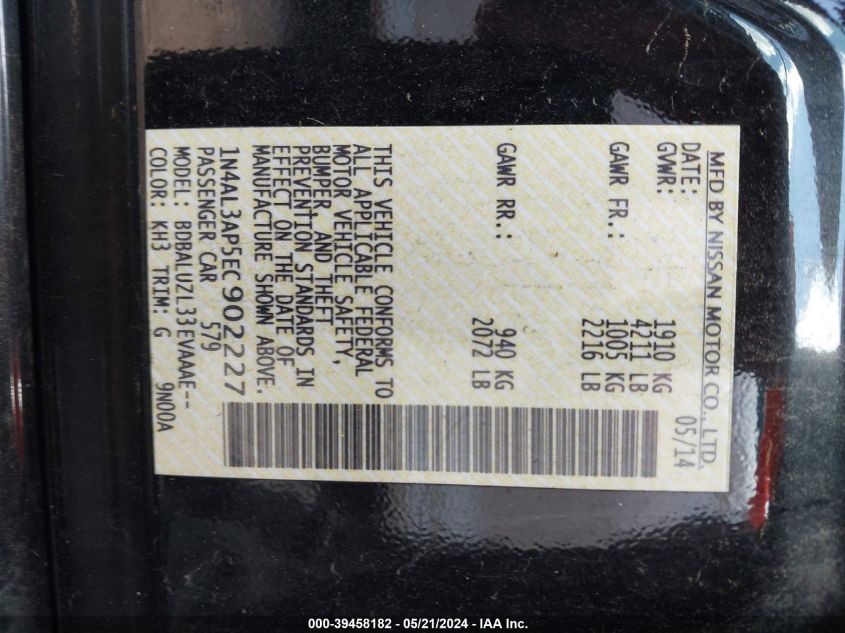 MFD BY NISSAN MOTOR CO., LTD.
DATE: 05/14
GVWR: 1910 KG
4211 LB
GAWR FR.: 1005 KG
2216 LB
GAWR RR.: 940 KG
2072 LB
THIS VEHICLE CONFORMS TO
ALL APPLICABLE FEDERAL
MOTOR VEHICLE SAFETY,
BUMPER, AND THEFT
PREVENTION STANDARDS IN
EFFECT ON THE DATE OF
MANUFACTURE SHOWN ABOVE.
1N4AL3AP5EC902227
PASSENGER CAR 579
MODEL: BDBALUZL33EVAAAE--
COLOR: KH3 TRIM: G 9N00A
000-39458182 - 05/21/2024 - IAA Inc.